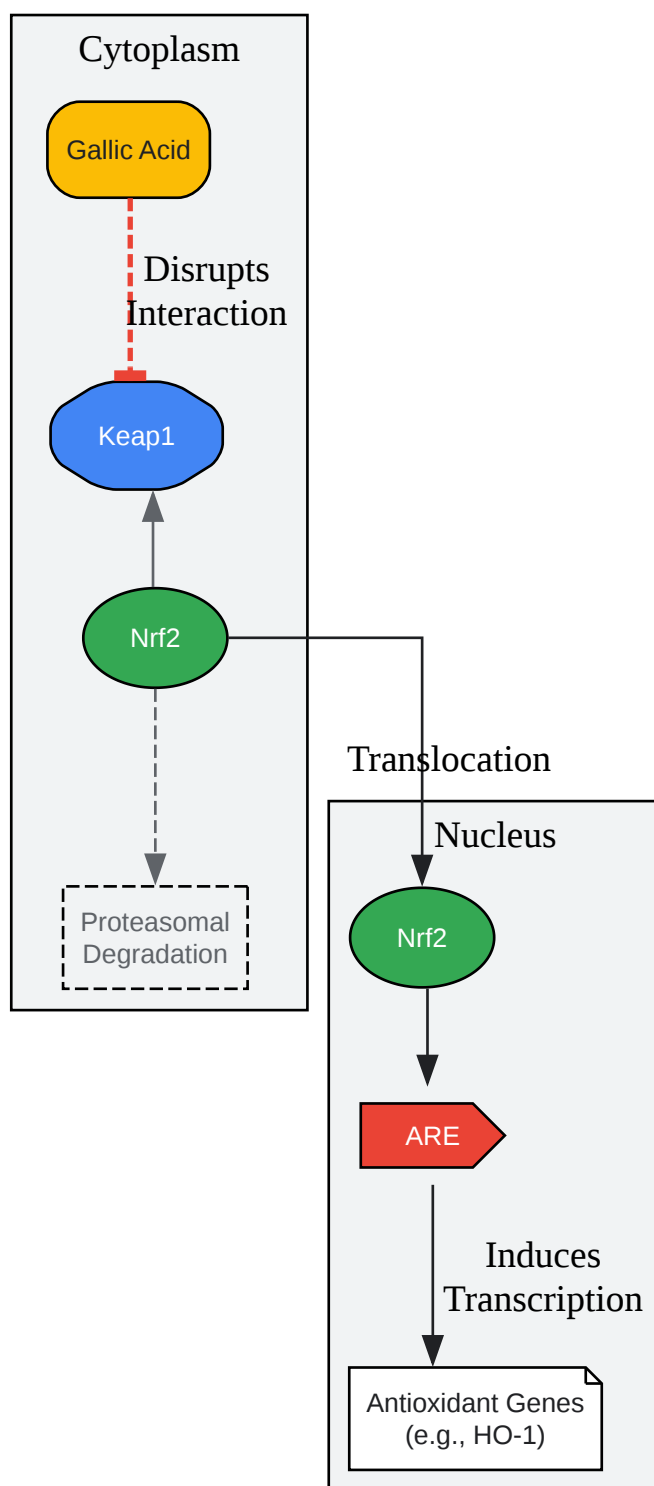 Cytoplasm
Gallic Acid
Disrupts
Interaction
Keap1
Nrf2
Translocation
Nucleus
Proteasomal
Degradation
Nrf2
ARE
Induces
Transcription
Antioxidant Genes
(e.g., HO-1)